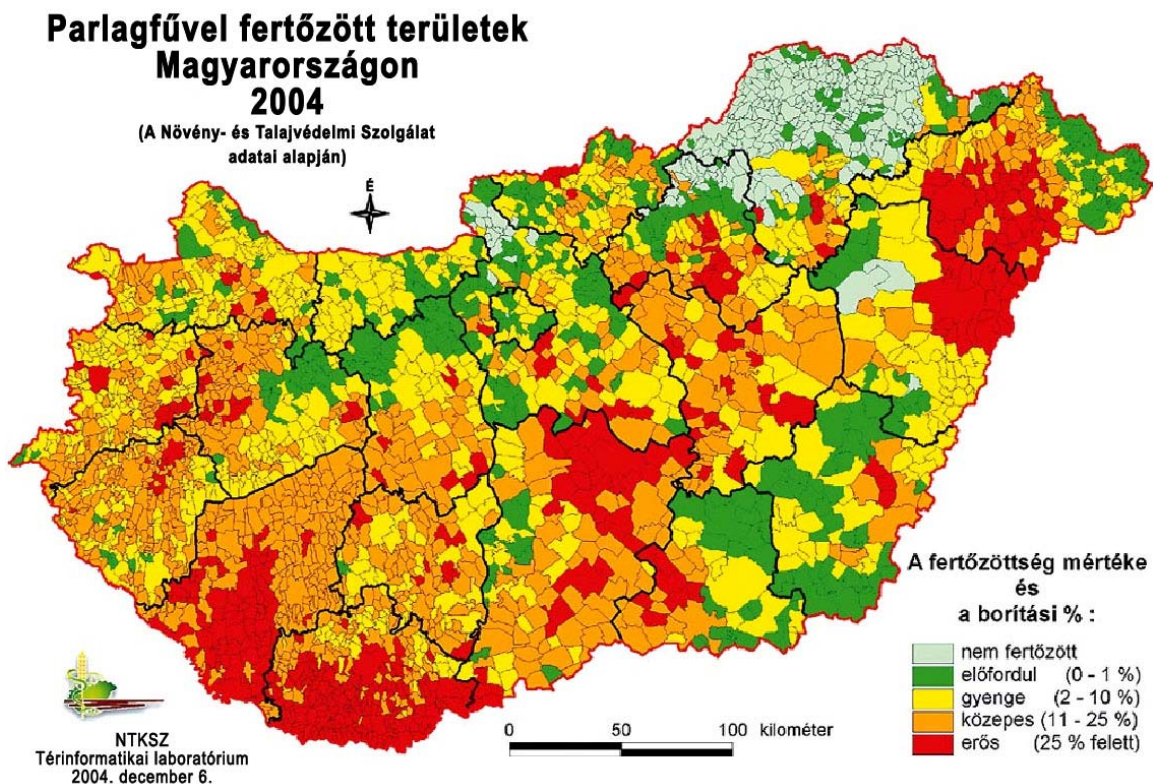 Parlagfűvel fertőzött területek
Magyarországon
2004
(A Növény- és Talajvédelmi Szolgálat
adatai alapján)
É
A fertőzöttség mértéke
és
a borítási % :
nem fertőzött
előfordul (0 - 1 %)
gyenge (2 - 10 %)
közepes (11 - 25 %)
erős (25 % felett)
0 50 100 kilométer
NTKSZ
Térinformatikai laboratórium
2004. december 6.